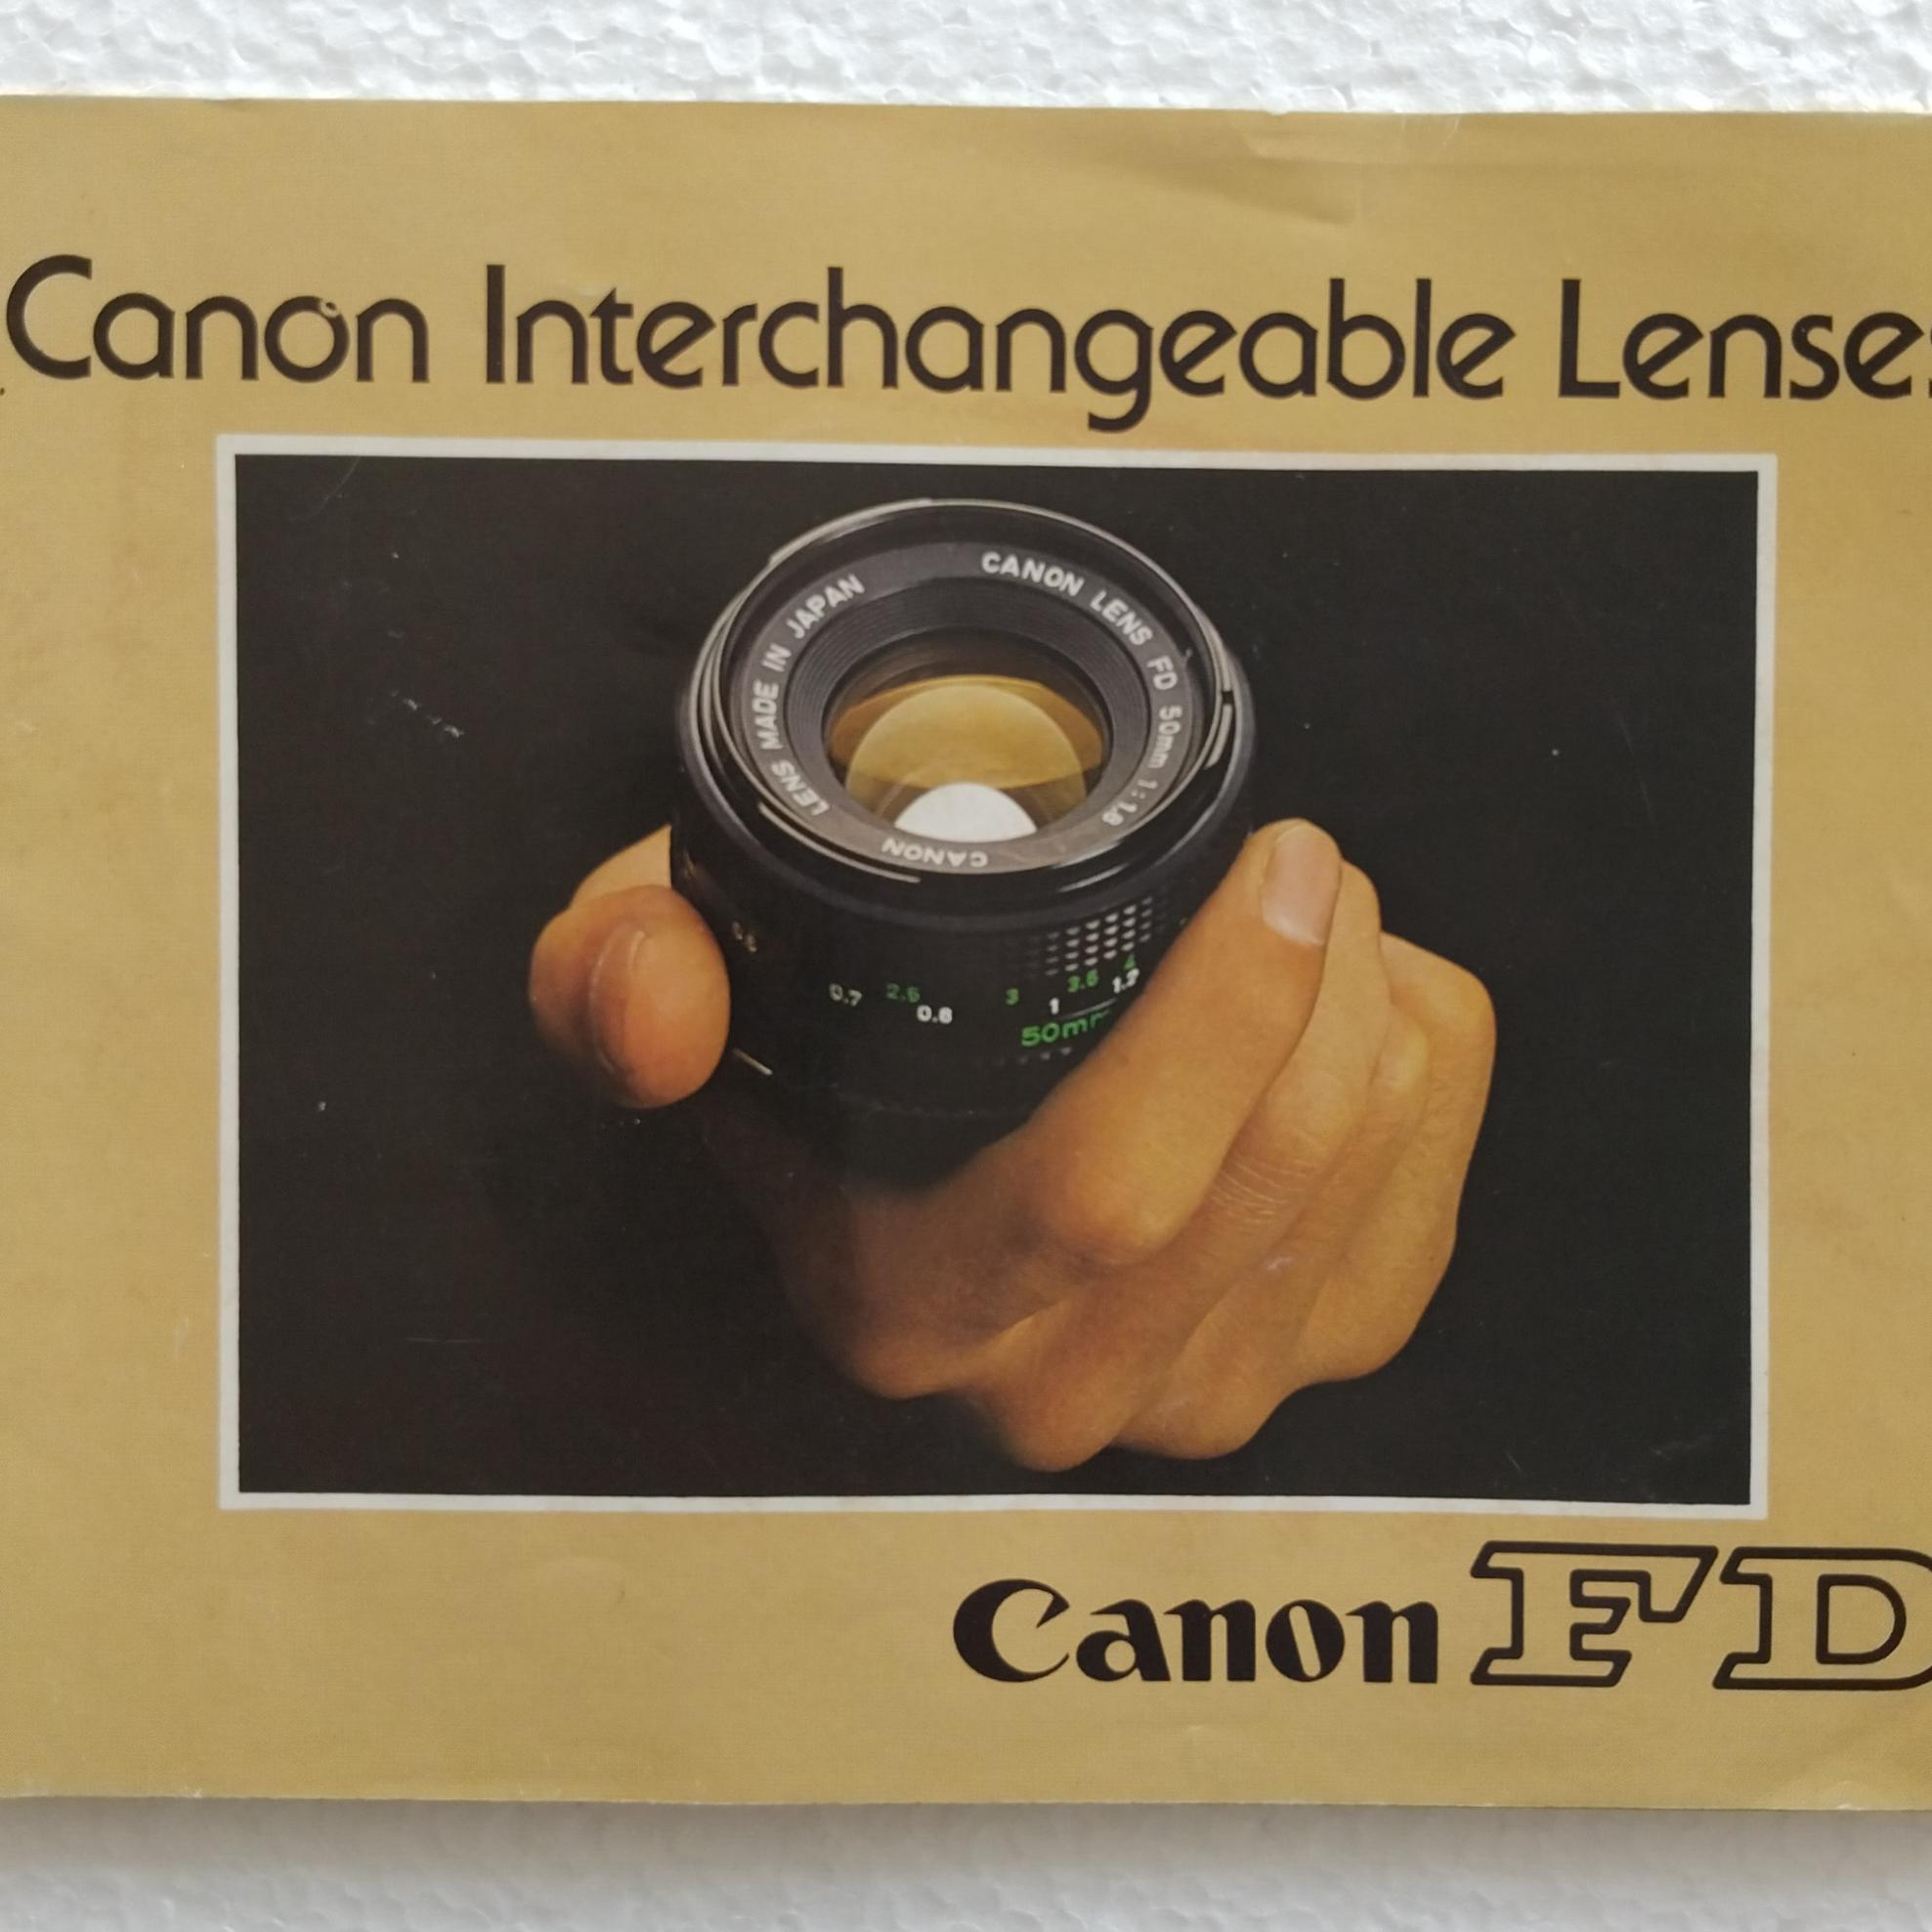 Canon Interchangeable Lenses
CANON LENS FD 50mm 1:1.8
CANON
LENS MADE IN JAPAN
2.5 3 3.5 4
0.7 0.8 1 1.2
50mm
Canon FD